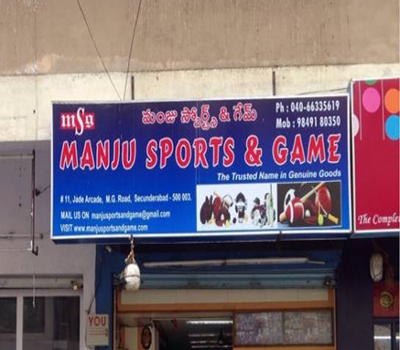 msg
మంజు స్పోర్ట్స్ & గేమ్
Ph : 040-66335619
Mob : 98491 80350
MANJU SPORTS & GAME
The Trusted Name in Genuine Goods
# 11, Jade Arcade, M.G. Road, Secunderabad - 500 003.
MAIL US ON manjusportsandgame@gmail.com
VISIT www.manjusportsandgame.com
The Complet
YOU